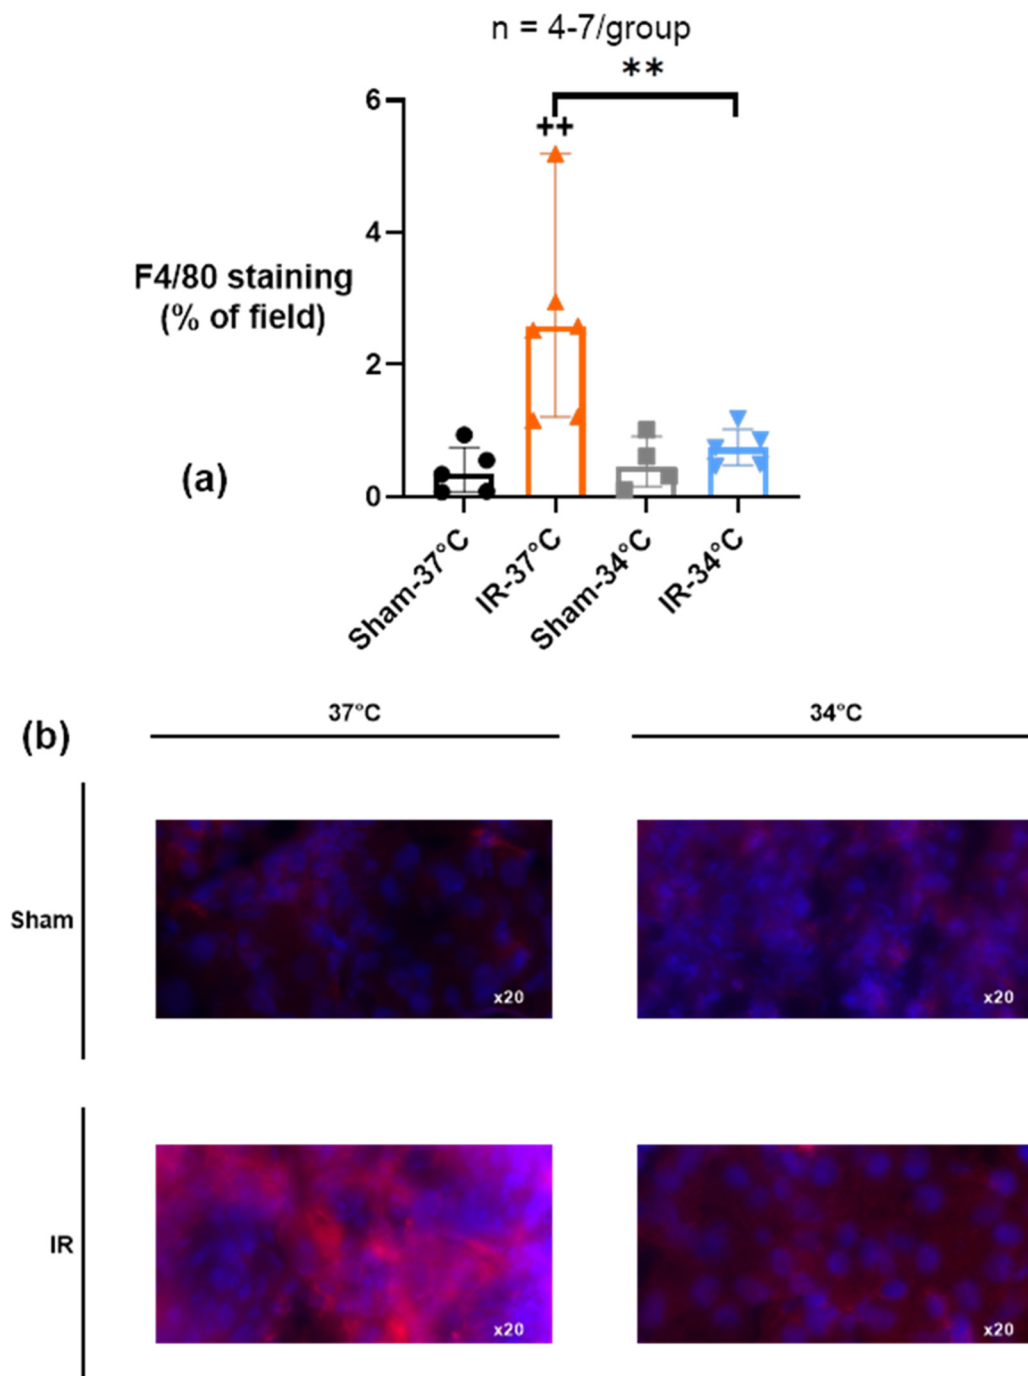 n = 4-7/group
**
6
++
4
F4/80 staining
(% of field)
2
(a)
0
Sham-37°C
IR-37°C
Sham-34°C
IR-34°C
(b)
37°C
34°C
Sham
x20
x20
IR
x20
x20